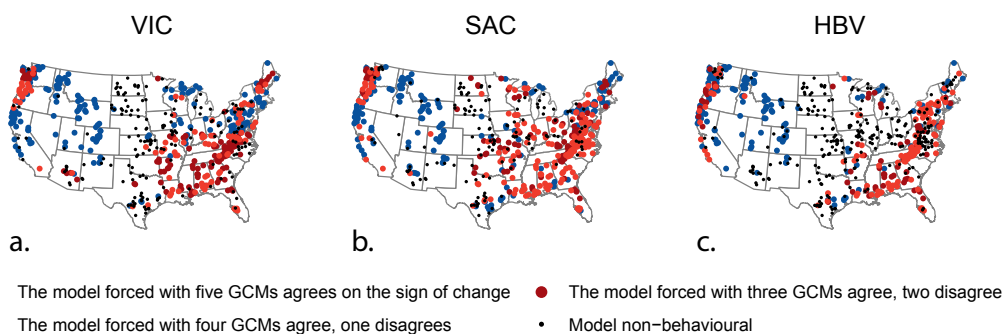 VIC SAC HBV
a. b. c.
The model forced with five GCMs agrees on the sign of change The model forced with three GCMs agree, two disagree
The model forced with four GCMs agree, one disagrees Model non−behavioural